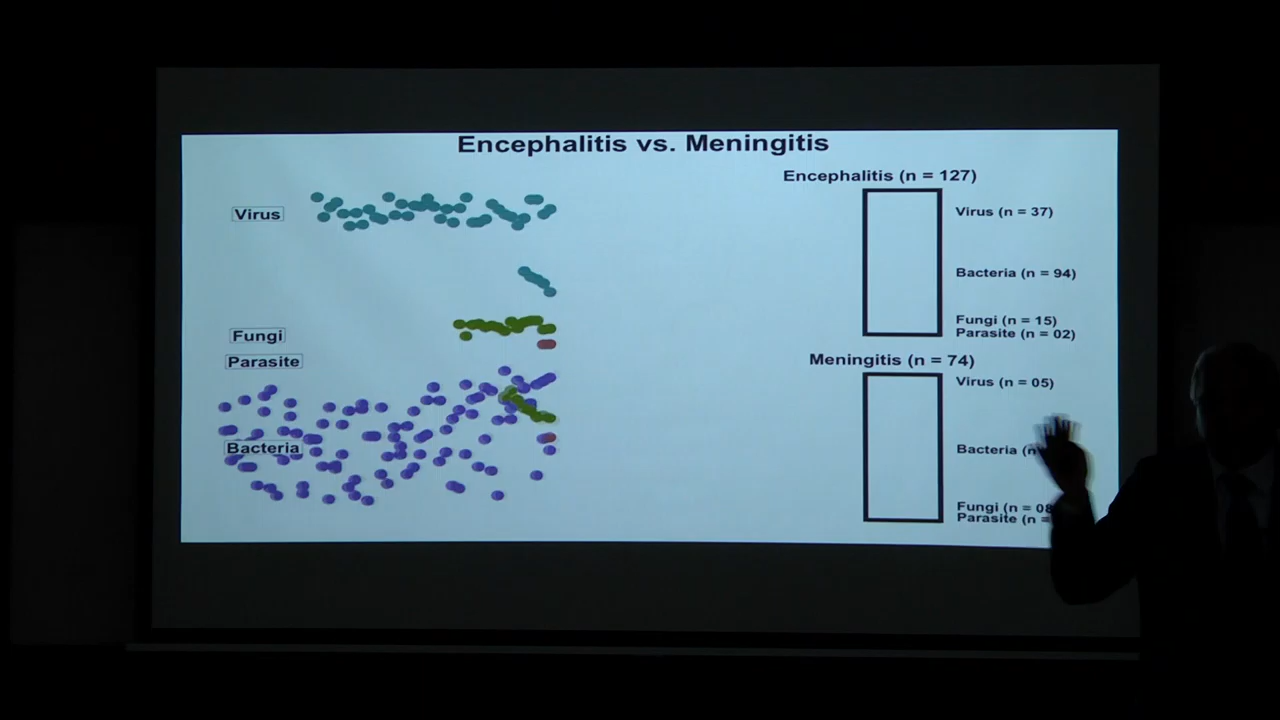 Encephalitis vs. Meningitis
Virus
Fungi
Parasite
Bacteria
Encephalitis (n = 127)
Virus (n = 37)
Bacteria (n = 94)
Fungi (n = 15)
Parasite (n = 02)
Meningitis (n = 74)
Virus (n = 05)
Bacteria (n
Fungi (n = 08
Parasite (n =